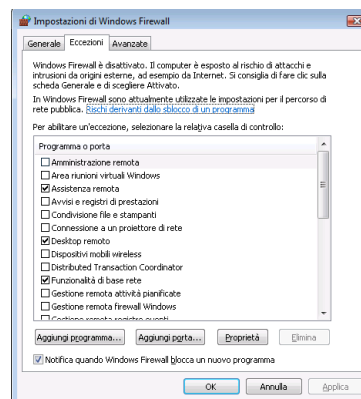 Impostazioni di Windows Firewall
Generale Eccezioni Avanzate
Windows Firewall è disattivato. Il computer è esposto al rischio di attacchi e
intrusioni da origini esterne, ad esempio da Internet. Si consiglia di fare clic sulla
scheda Generale e di scegliere Attivato.
In Windows Firewall sono attualmente utilizzate le impostazioni per il percorso di
rete pubblica. Rischi derivanti dallo sblocco di un programma
Per abilitare un'eccezione, selezionare la relativa casella di controllo:
Programma o porta
Amministrazione remota
Area riunioni virtuali Windows
Assistenza remota
Avvisi e registri di prestazioni
Condivisione file e stampanti
Connessione a un proiettore di rete
Desktop remoto
Dispositivi mobili wireless
Distributed Transaction Coordinator
Funzionalità di base rete
Gestione remota attività pianificate
Gestione remota firewall Windows
Gestione remota registro eventi
Aggiungi programma... Aggiungi porta... Proprietà Elimina
Notifica quando Windows Firewall blocca un nuovo programma
OK Annulla Applica